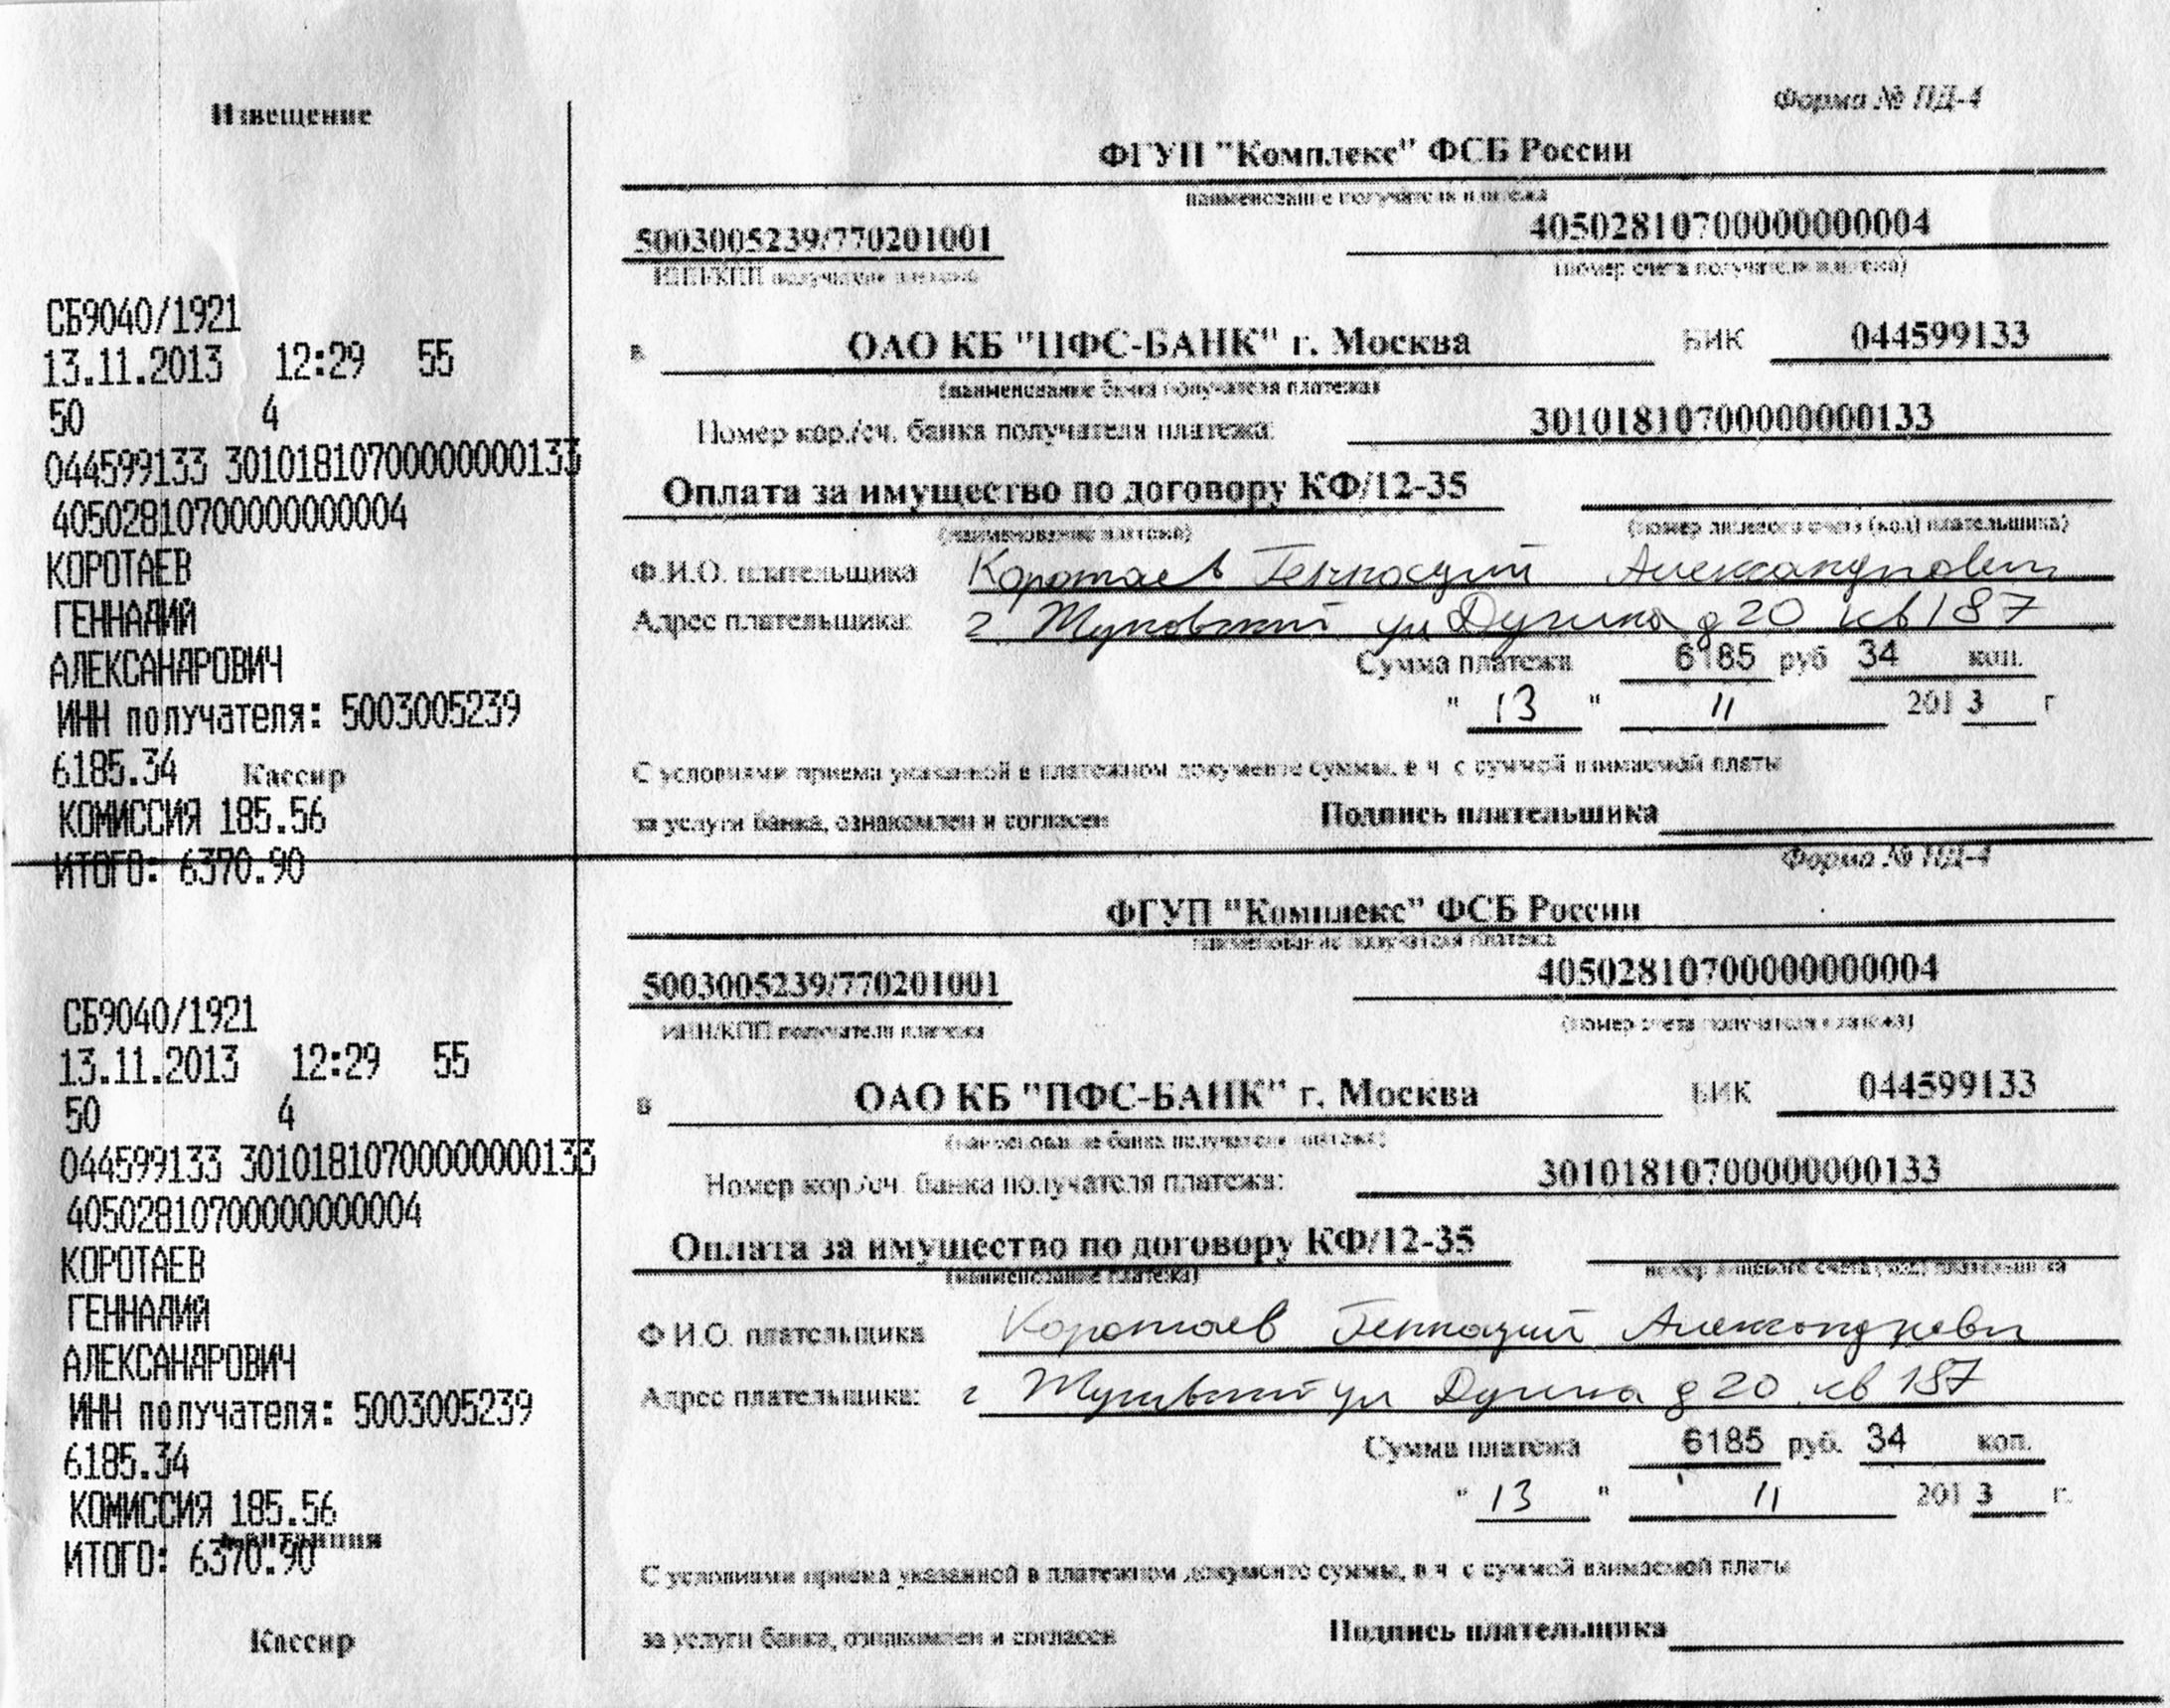 Извещение
Форма № ПД-4
ФГУП "Комплекс" ФСБ России
наименование получателя платежа
5003005239/770201001
40502810700000000004
ИНН/КПП получателя платежа
(номер счета получателя платежа)
в
ОАО КБ "ПФС-БАНК" г. Москва
БИК
044599133
(наименование банка получателя платежа)
Номер кор./сч. банка получателя платежа:
30101810700000000133
Оплата за имущество по договору КФ/12-35
(наименование платежа)
(номер лицевого счета (код) плательщика)
Ф.И.О. плательщика Коротаев Геннадий Александрович
Адрес плательщика: г Жуковский ул Дугина д 20 кв 187
Сумма платежа 6185 руб 34 коп.
" 13 " 11 2013 г
С условиями приема указанной в платежном документе суммы, в ч с суммой взимаемой платы
за услуги банка, ознакомлен и согласен
Подпись плательщика
СБ9040/1921
13.11.2013 12:29 55
50 4
044599133 30101810700000000133
40502810700000000004
КОРОТАЕВ
ГЕННАДИЙ
АЛЕКСАНДРОВИЧ
ИНН получателя: 5003005239
6185.34
Кассир
КОМИССИЯ 185.56
ИТОГО: 6370.90
Форма № ПД-4
ФГУП "Комплекс" ФСБ России
наименование получателя платежа
5003005239/770201001
40502810700000000004
ИНН/КПП получателя платежа
(номер счета получателя платежа)
в
ОАО КБ "ПФС-БАНК" г. Москва
БИК
044599133
(наименование банка получателя платежа)
Номер кор./сч. банка получателя платежа:
30101810700000000133
Оплата за имущество по договору КФ/12-35
(наименование платежа)
номер лицевого счета (код) плательщика
Ф И.О. плательщика Коротаев Геннадий Александрович
Адрес плательщика: г Жуковский ул Дугина д 20 кв 187
Сумма платежа 6185 руб. 34 коп.
" 13 " 11 2013 г.
С условиями приема указанной в платежном документе суммы, в ч с суммой взимаемой платы
за услуги банка, ознакомлен и согласен
Подпись плательщика
СБ9040/1921
13.11.2013 12:29 55
50 4
044599133 30101810700000000133
40502810700000000004
КОРОТАЕВ
ГЕННАДИЙ
АЛЕКСАНДРОВИЧ
ИНН получателя: 5003005239
6185.34
КОМИССИЯ 185.56
Квитанция
ИТОГО: 6370.90
Кассир